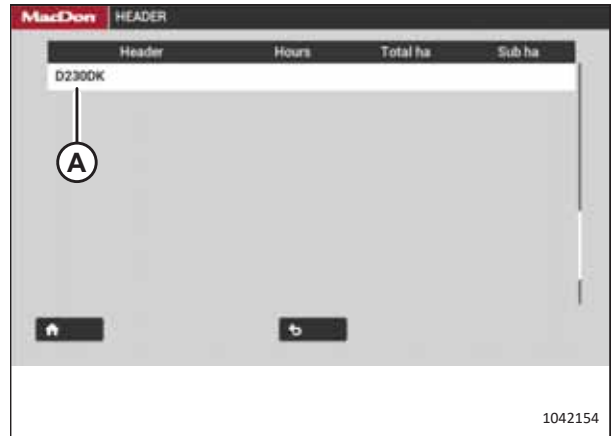 MacDon HEADER
Header Hours Total ha Sub ha
D230DK
A
1042154